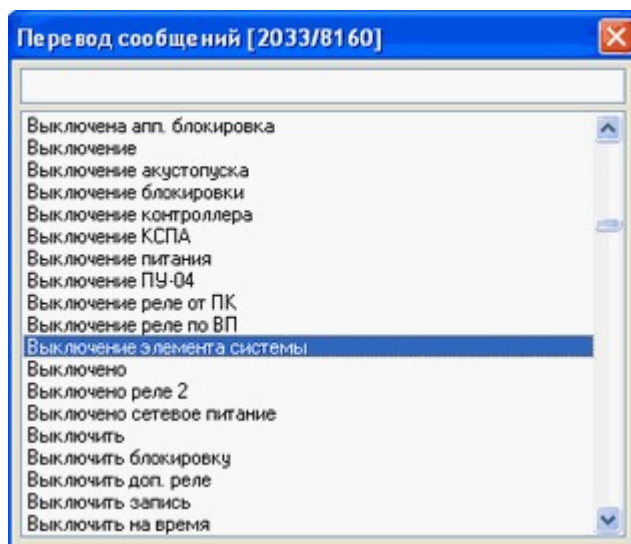 Перевод сообщений [2033/8160]
Выключена апп. блокировка
Выключение
Выключение акустопуска
Выключение блокировки
Выключение контроллера
Выключение КСПА
Выключение питания
Выключение ПУ-04
Выключение реле от ПК
Выключение реле по ВП
Выключение элемента системы
Выключено
Выключено реле 2
Выключено сетевое питание
Выключить
Выключить блокировку
Выключить доп. реле
Выключить запись
Выключить на время